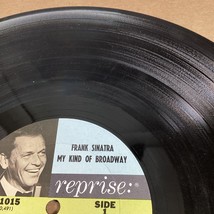 FRANK SINATRA
MY KIND OF BROADWAY
reprise:
1015
SIDE
1